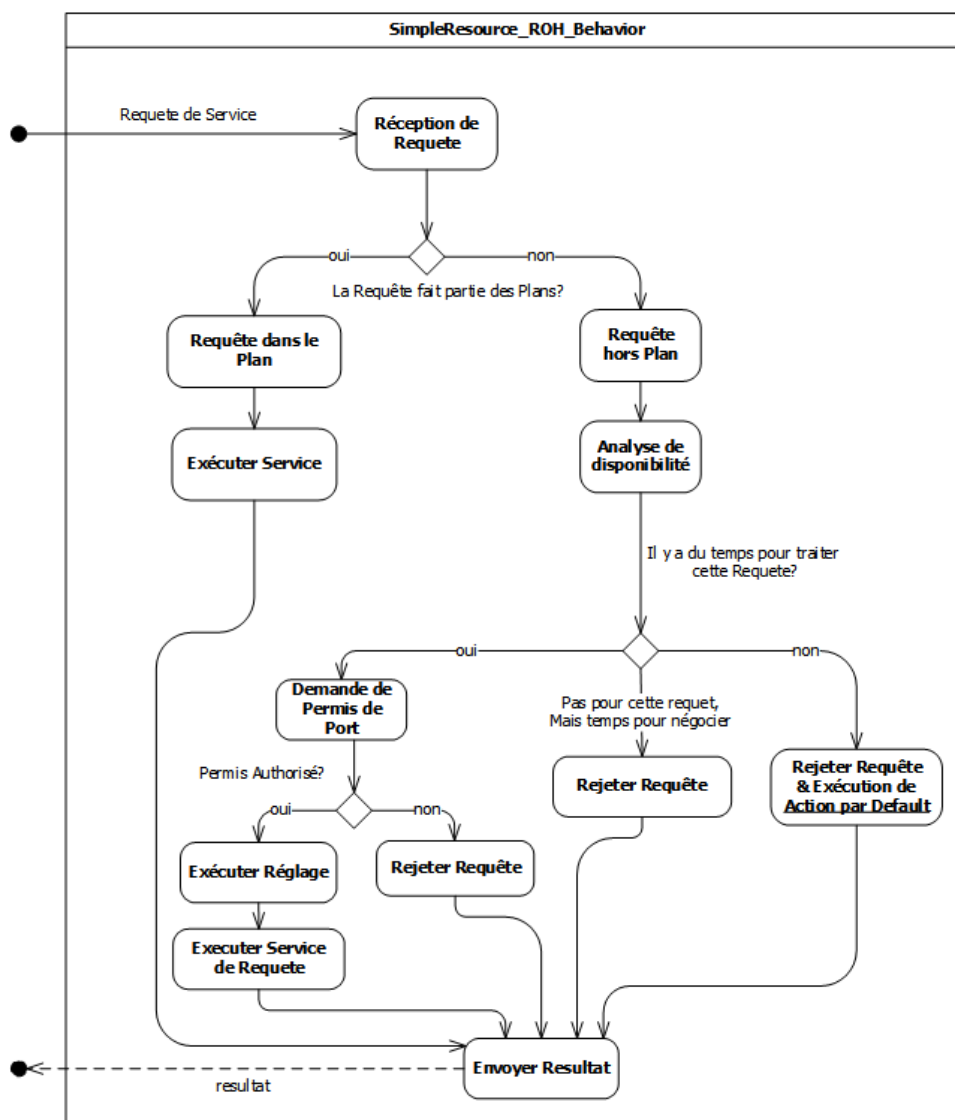 SimpleResource_ROH_Behavior
Requete de Service
Réception de
Requete
oui
non
La Requête fait partie des Plans?
Requête dans le
Plan
Requête
hors Plan
Exécuter Service
Analyse de
disponibilité
Il y a du temps pour traiter
cette Requete?
oui
non
Demande de
Permis de
Port
Pas pour cette requet,
Mais temps pour négocier
Permis Authorisé?
Rejeter Requête
Rejeter Requête
& Exécution de
Action par Default
oui
non
Exécuter Réglage
Rejeter Requête
Executer Service
de Requete
Envoyer Resultat
resultat